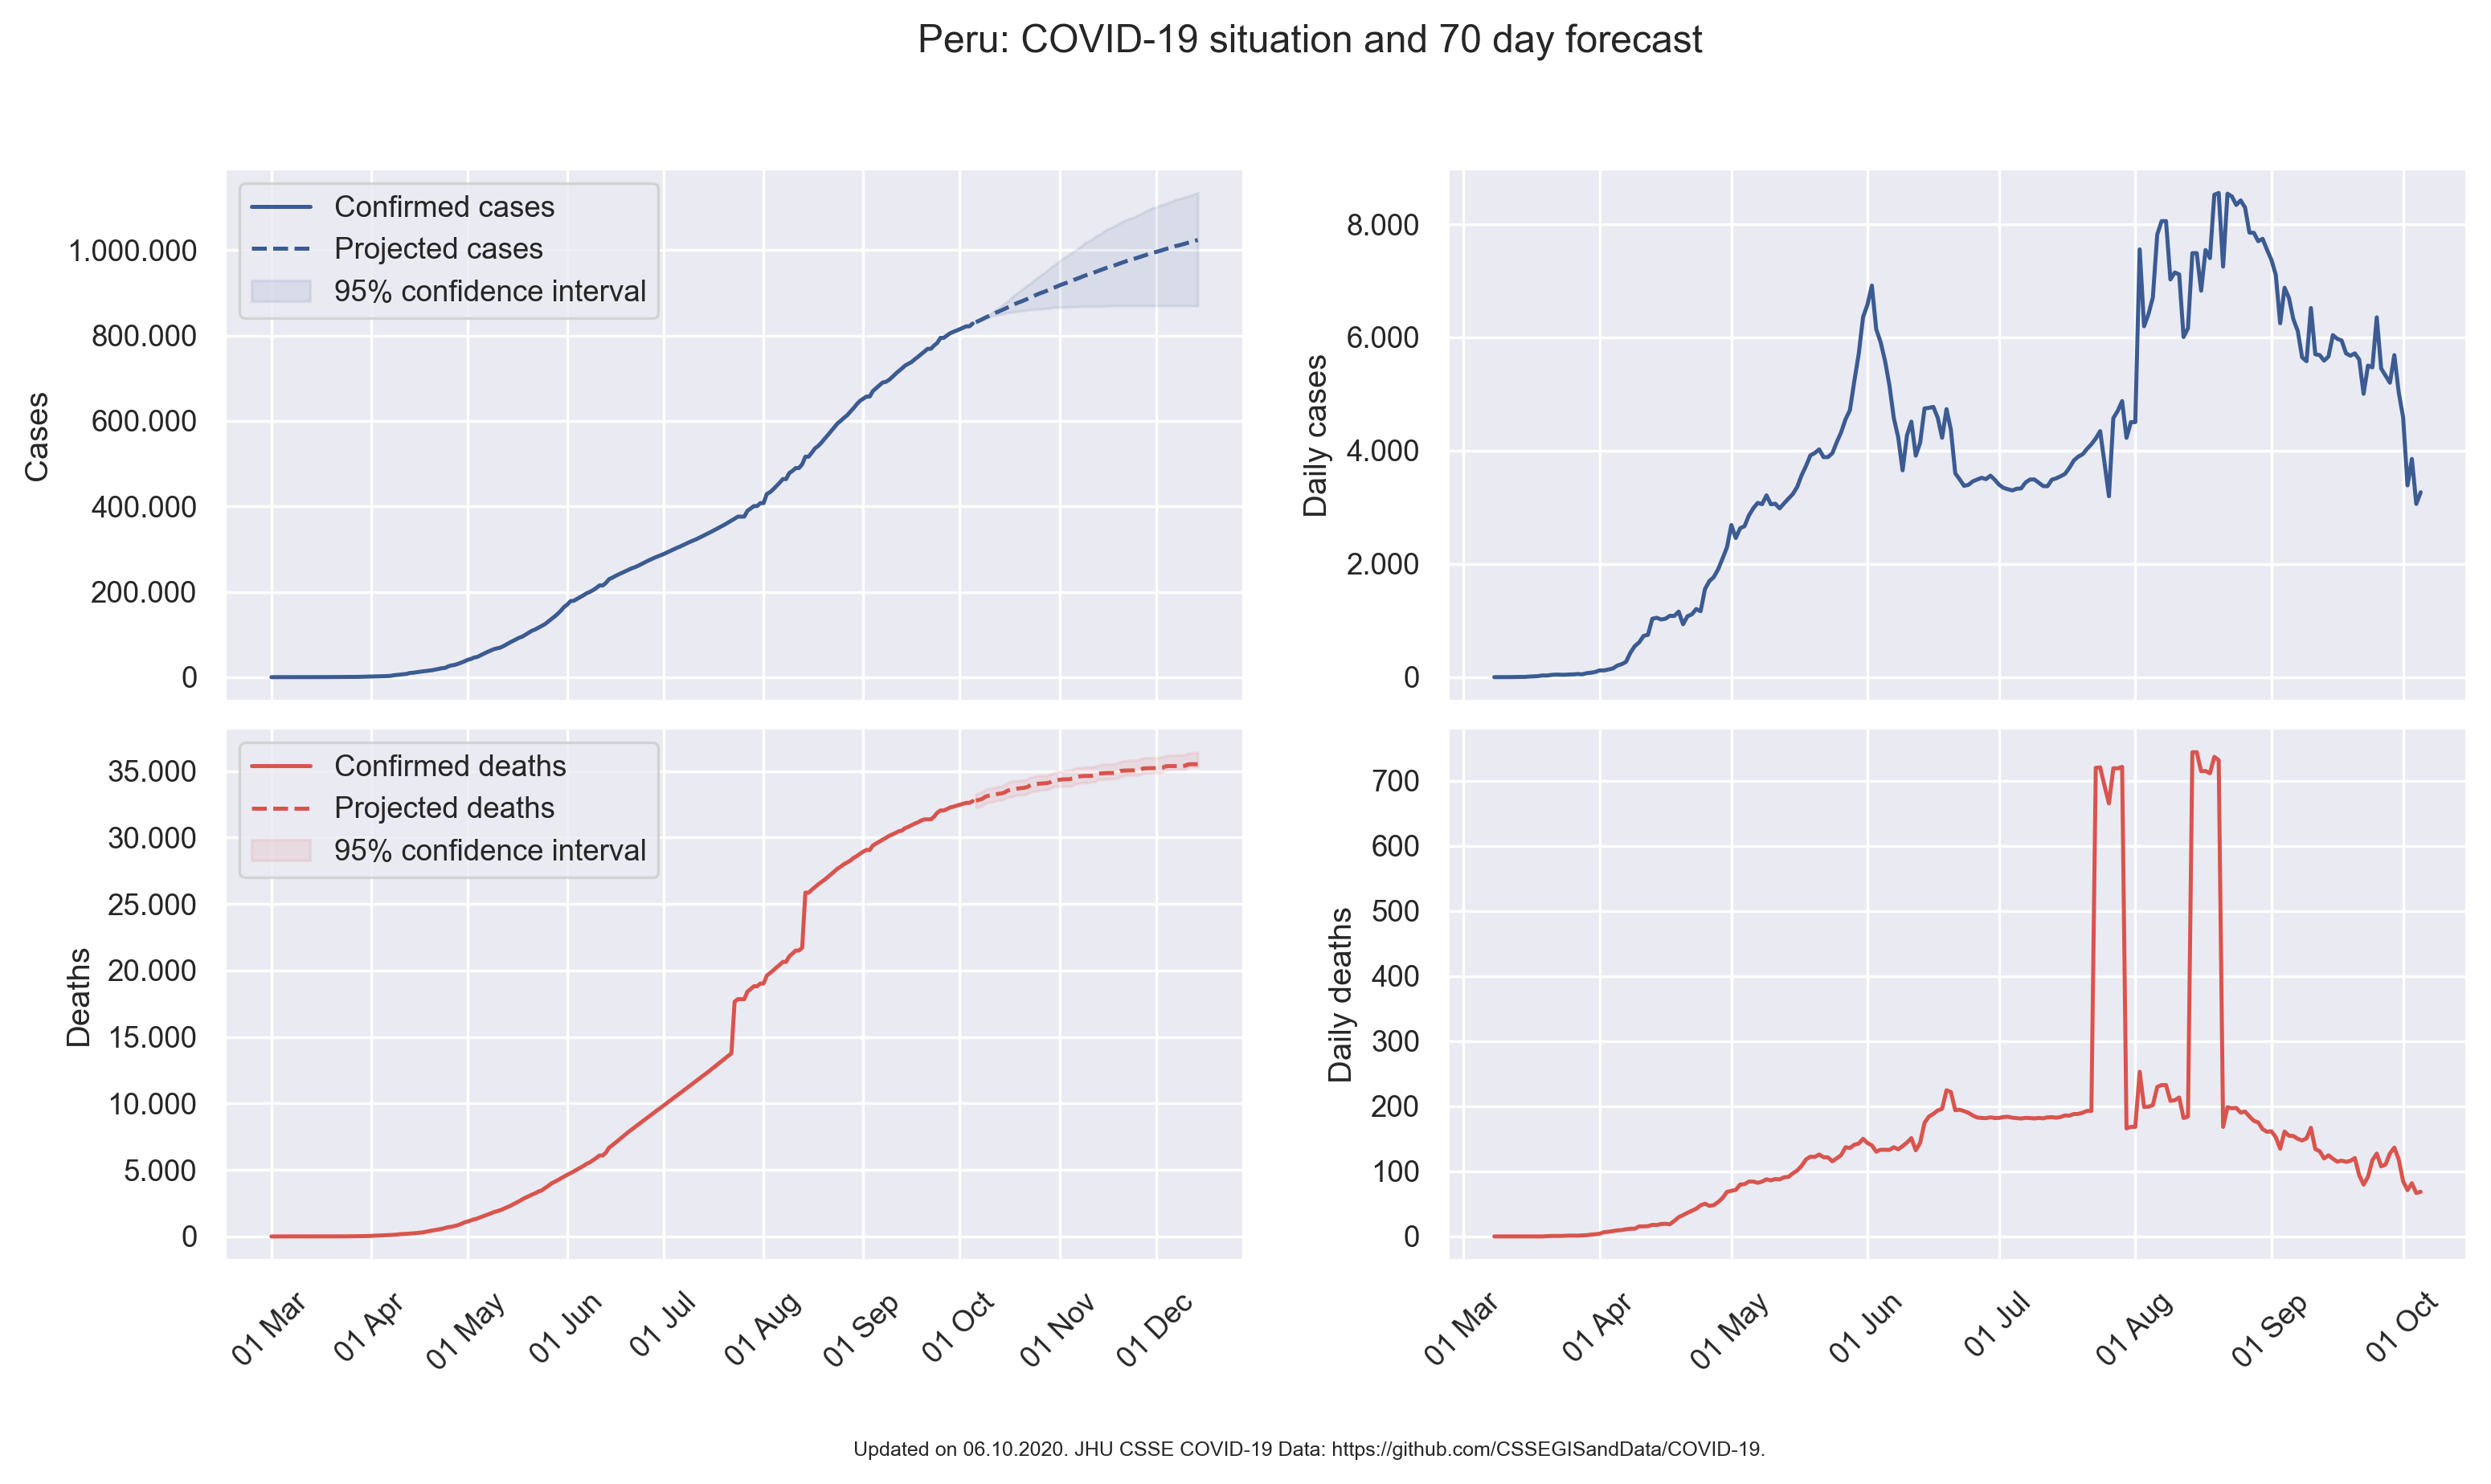 Peru: COVID-19 situation and 70 day forecast
Confirmed cases
Projected cases
95% confidence interval
Cases
1.000.000
800.000
600.000
400.000
200.000
0
Daily cases
8.000
6.000
4.000
2.000
0
Confirmed deaths
Projected deaths
95% confidence interval
Deaths
35.000
30.000
25.000
20.000
15.000
10.000
5.000
0
01 Mar
01 Apr
01 May
01 Jun
01 Jul
01 Aug
01 Sep
01 Oct
01 Nov
01 Dec
Daily deaths
700
600
500
400
300
200
100
0
01 Mar
01 Apr
01 May
01 Jun
01 Jul
01 Aug
01 Sep
01 Oct
Updated on 06.10.2020. JHU CSSE COVID-19 Data: https://github.com/CSSEGISandData/COVID-19.